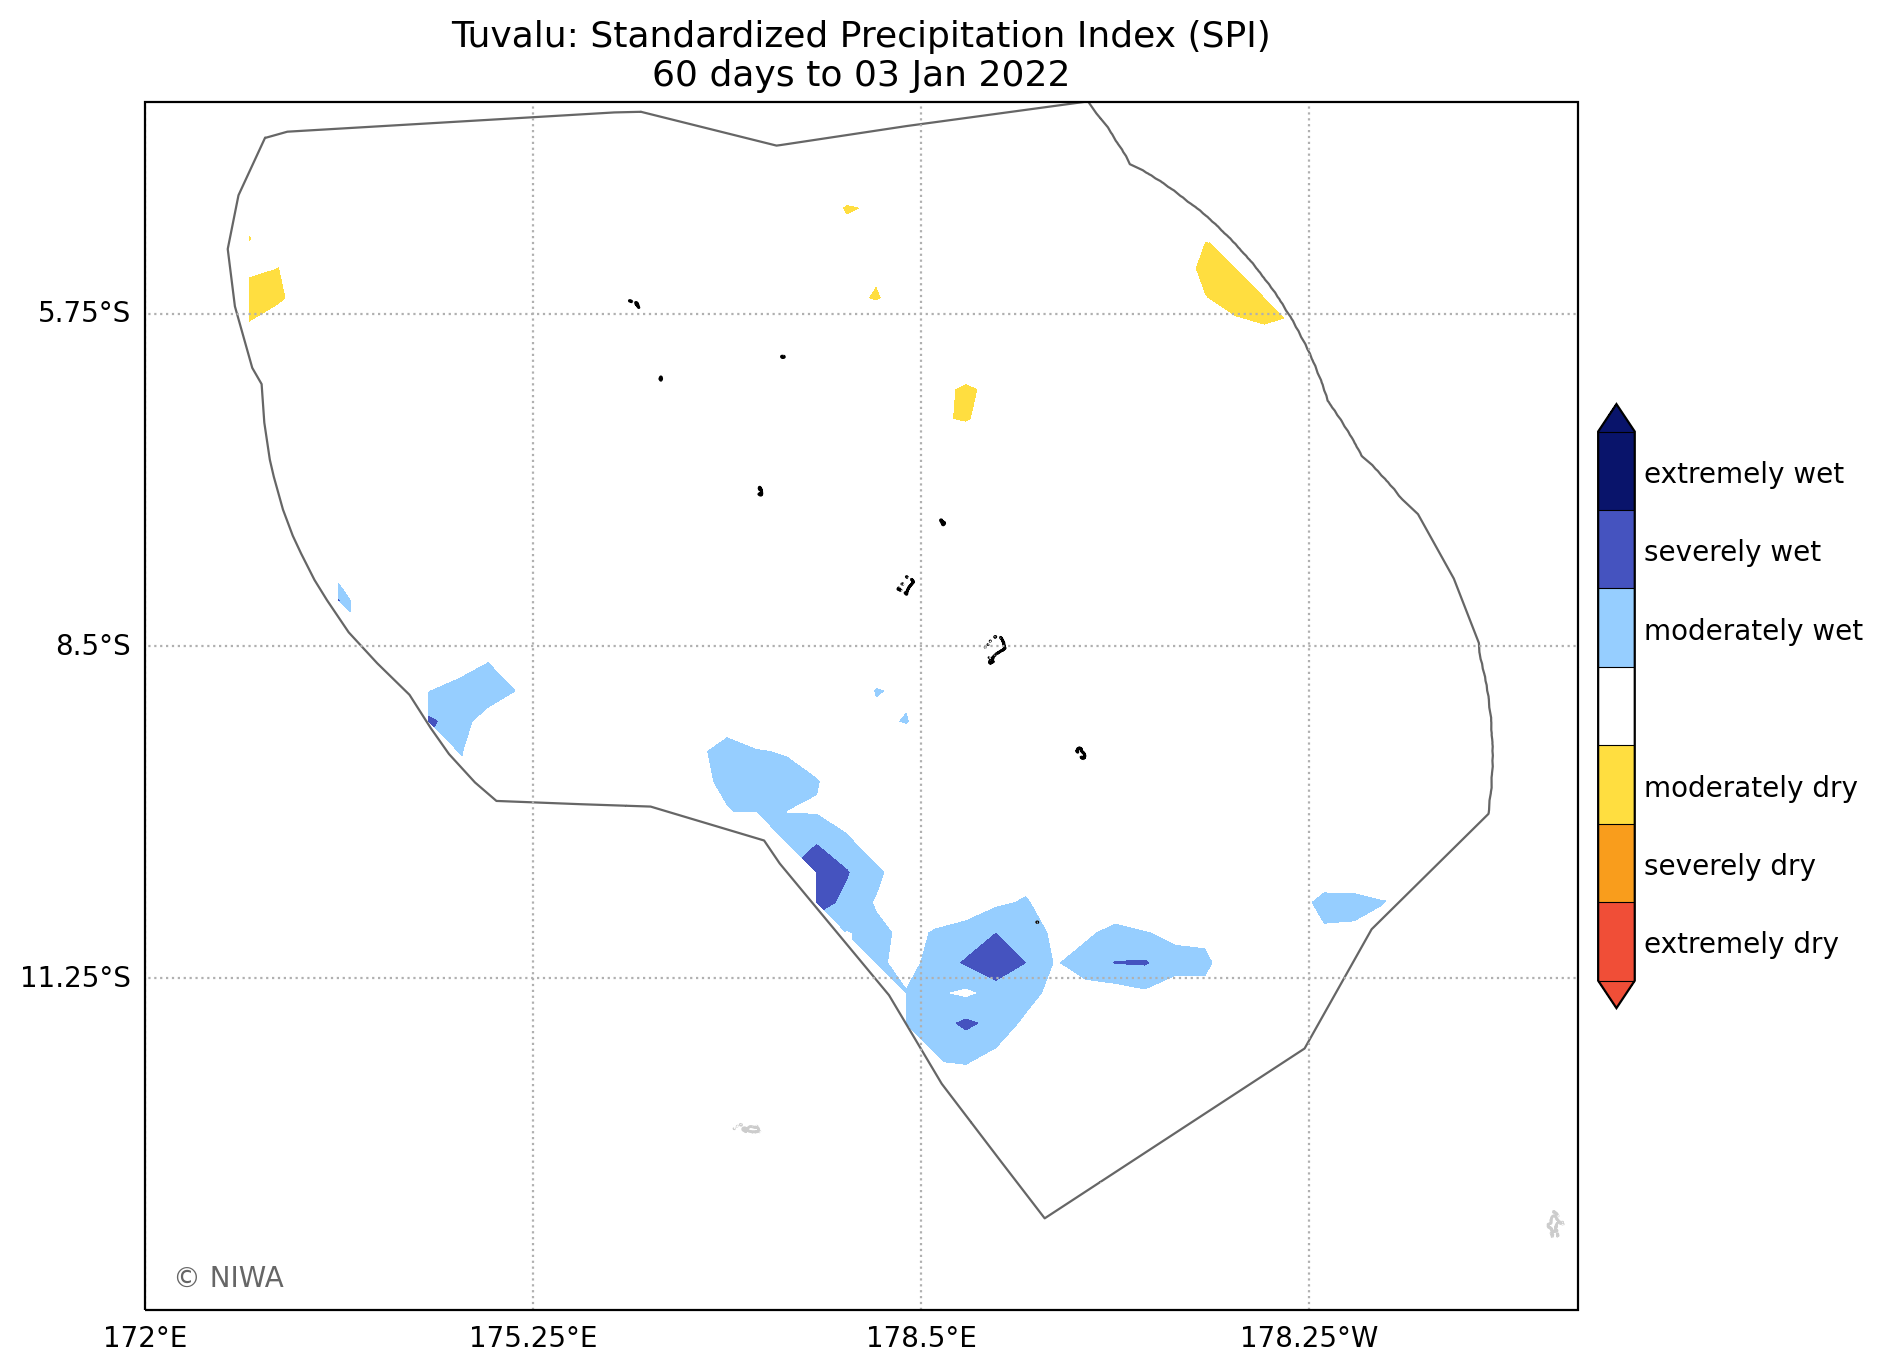 Tuvalu: Standardized Precipitation Index (SPI)
60 days to 03 Jan 2022
5.75°S
8.5°S
11.25°S
172°E
175.25°E
178.5°E
178.25°W
extremely wet
severely wet
moderately wet
moderately dry
severely dry
extremely dry
© NIWA